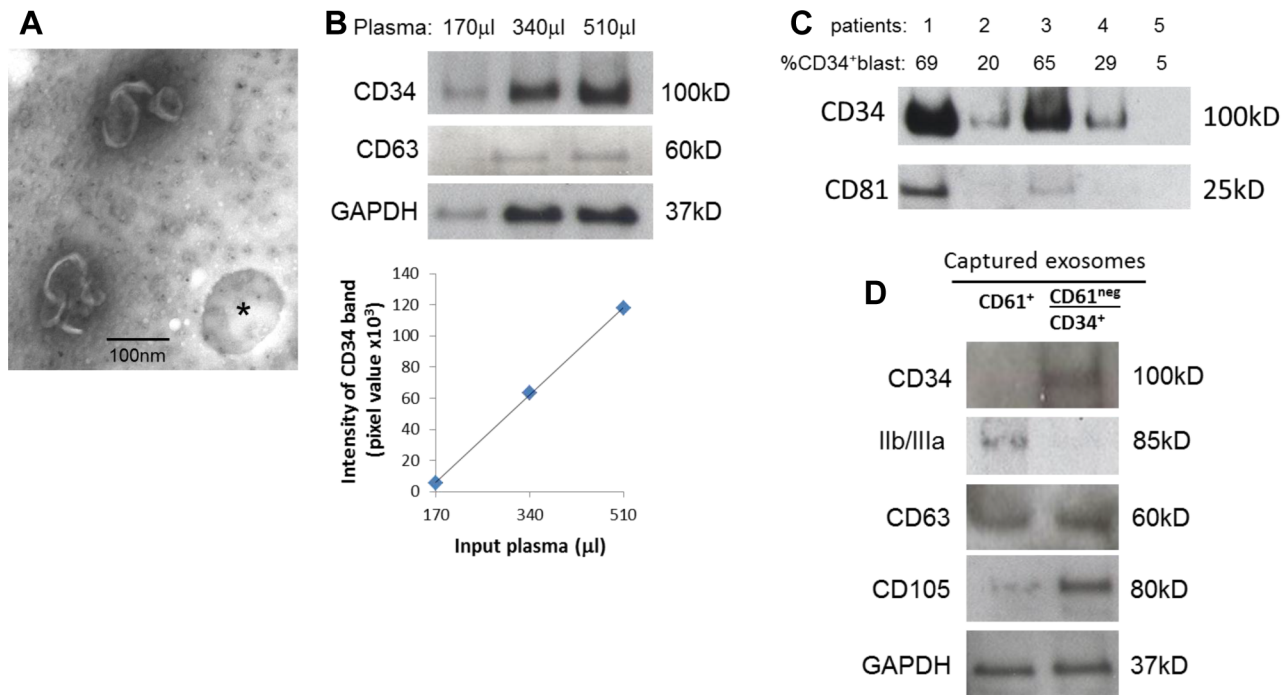 A
*
100nm
B Plasma: 170μl 340μl 510μl
CD34 100kD
CD63 60kD
GAPDH 37kD
Intensity of CD34 band
(pixel value x10³)
140
120
100
80
60
40
20
0
170 340 510
Input plasma (μl)
C patients: 1 2 3 4 5
%CD34⁺blast: 69 20 65 29 5
CD34 100kD
CD81 25kD
D
Captured exosomes
CD61⁺ CD61ⁿᵉᵍ
CD34⁺
CD34 100kD
IIb/IIIa 85kD
CD63 60kD
CD105 80kD
GAPDH 37kD